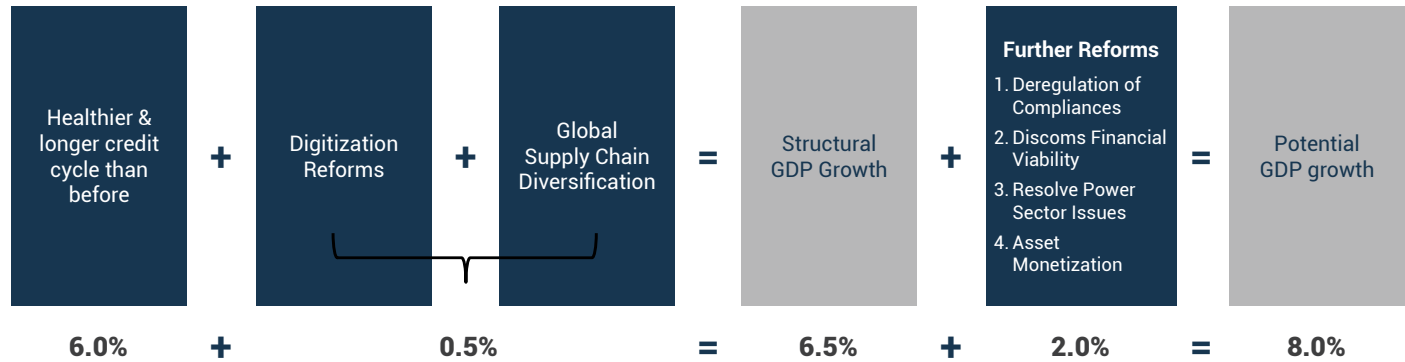 Healthier &
longer credit
cycle than
before
+
Digitization
Reforms
+
Global
Supply Chain
Diversification
=
Structural
GDP Growth
+
Further Reforms
1. Deregulation of
Compliances
2. Discoms Financial
Viability
3. Resolve Power
Sector Issues
4. Asset
Monetization
=
Potential
GDP growth
6.0% + 0.5% = 6.5% + 2.0% = 8.0%